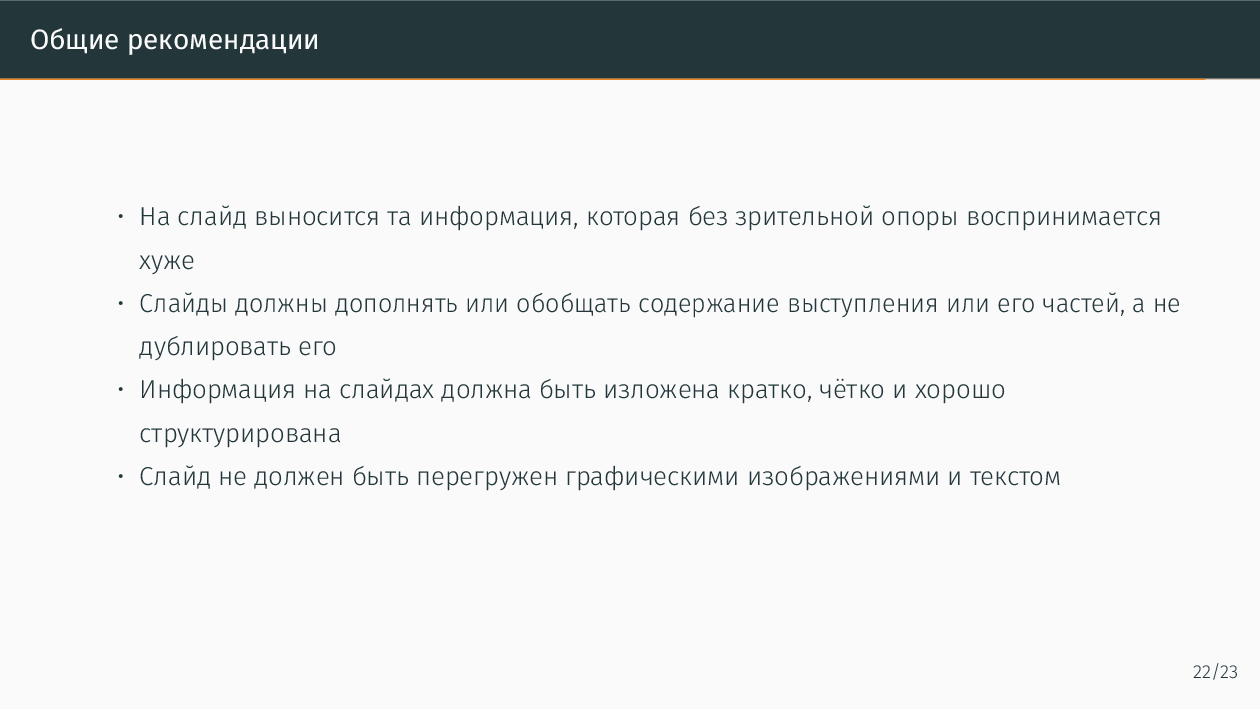 Общие рекомендации
• На слайд выносится та информация, которая без зрительной опоры воспринимается
хуже
• Слайды должны дополнять или обобщать содержание выступления или его частей, а не
дублировать его
• Информация на слайдах должна быть изложена кратко, чётко и хорошо
структурирована
• Слайд не должен быть перегружен графическими изображениями и текстом
22/23